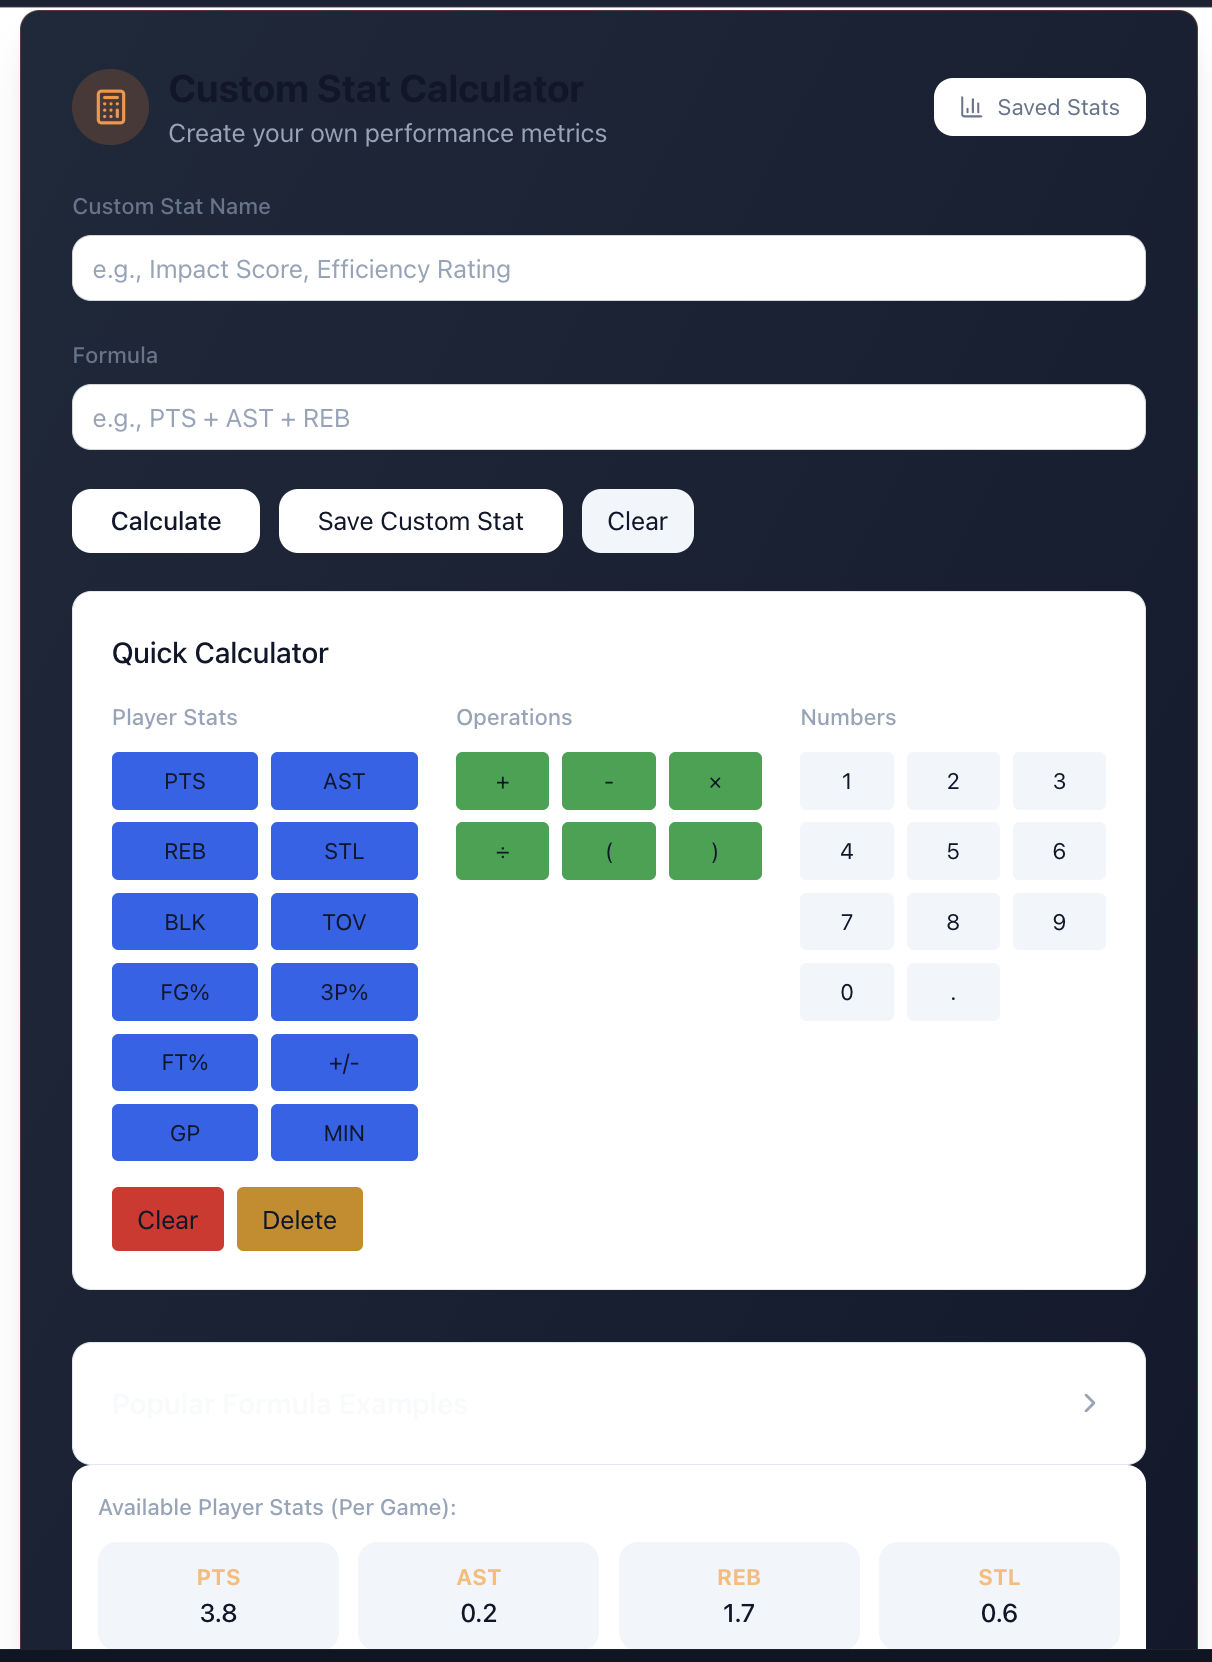 Custom Stat Calculator
Create your own performance metrics
Saved Stats
Custom Stat Name
e.g., Impact Score, Efficiency Rating
Formula
e.g., PTS + AST + REB
Calculate
Save Custom Stat
Clear
Quick Calculator
Player Stats
Operations
Numbers
PTS
AST
+
-
×
1
2
3
REB
STL
÷
(
)
4
5
6
BLK
TOV
7
8
9
FG%
3P%
0
.
FT%
+/-
GP
MIN
Clear
Delete
Popular Formula Examples
Available Player Stats (Per Game):
PTS
AST
REB
STL
3.8
0.2
1.7
0.6